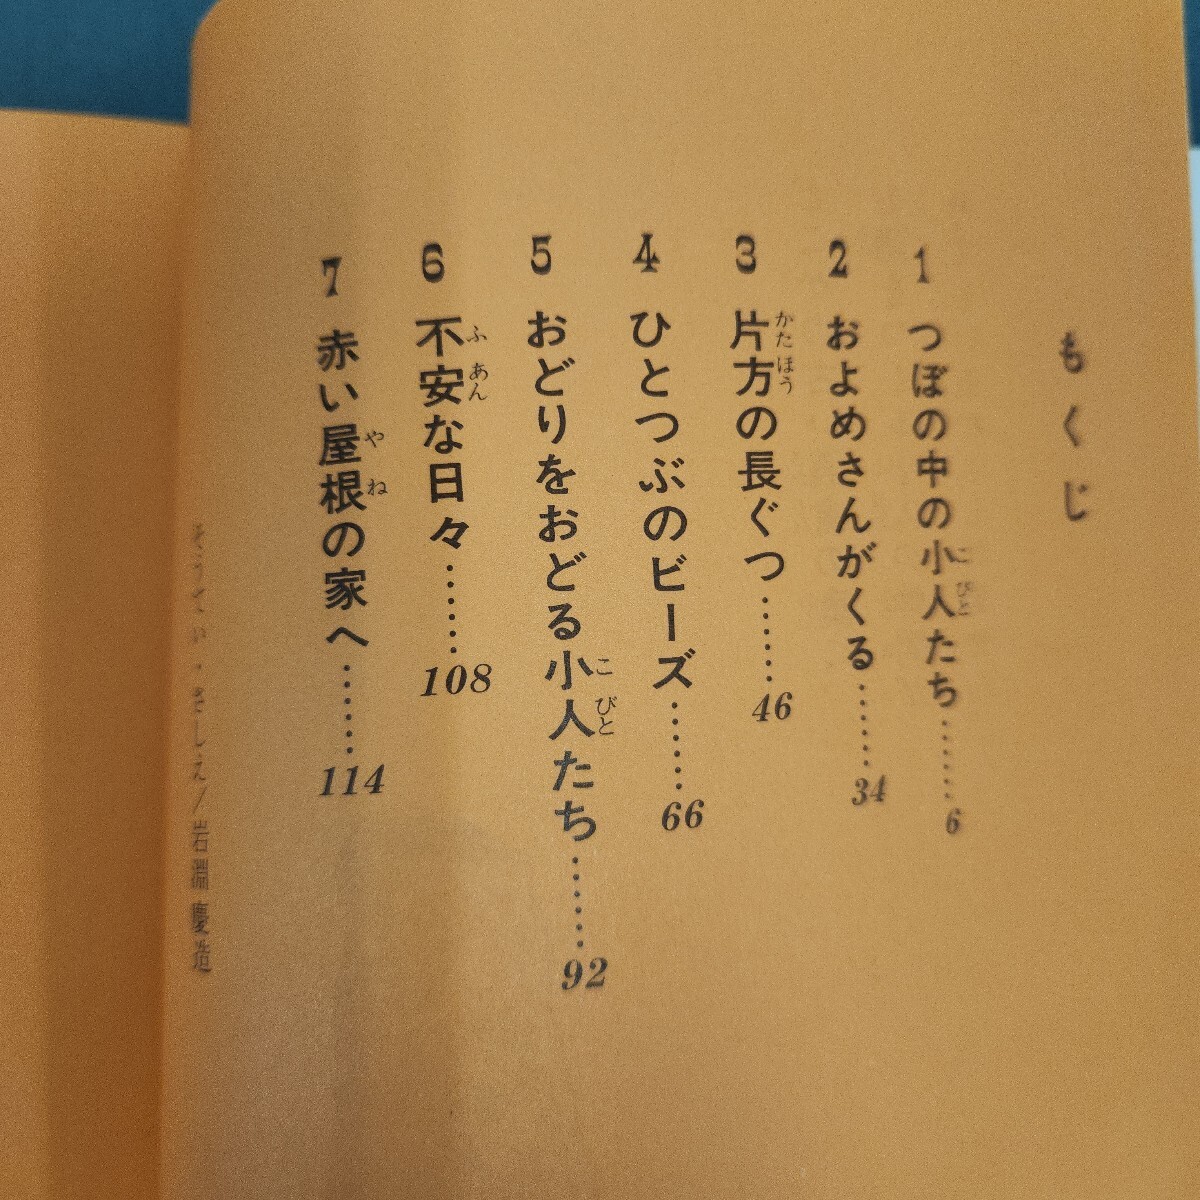 もくじ
1 つぼの中の小人たち……6
2 およめさんがくる……34
3 片方の長ぐつ……46
4 ひとつぶのビーズ……66
5 おどりをおどる小人たち……92
6 不安な日々……108
7 赤い屋根の家へ……114
そうてい・さしえ/岩淵慶造